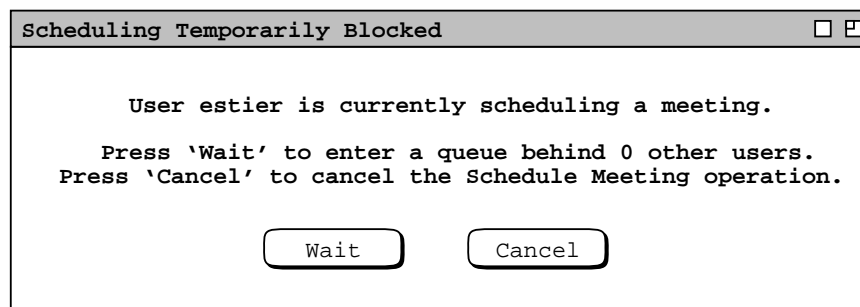 Scheduling Temporarily Blocked
User estier is currently scheduling a meeting.
Press ‘Wait’ to enter a queue behind 0 other users.
Press ‘Cancel’ to cancel the Schedule Meeting operation.
Wait Cancel